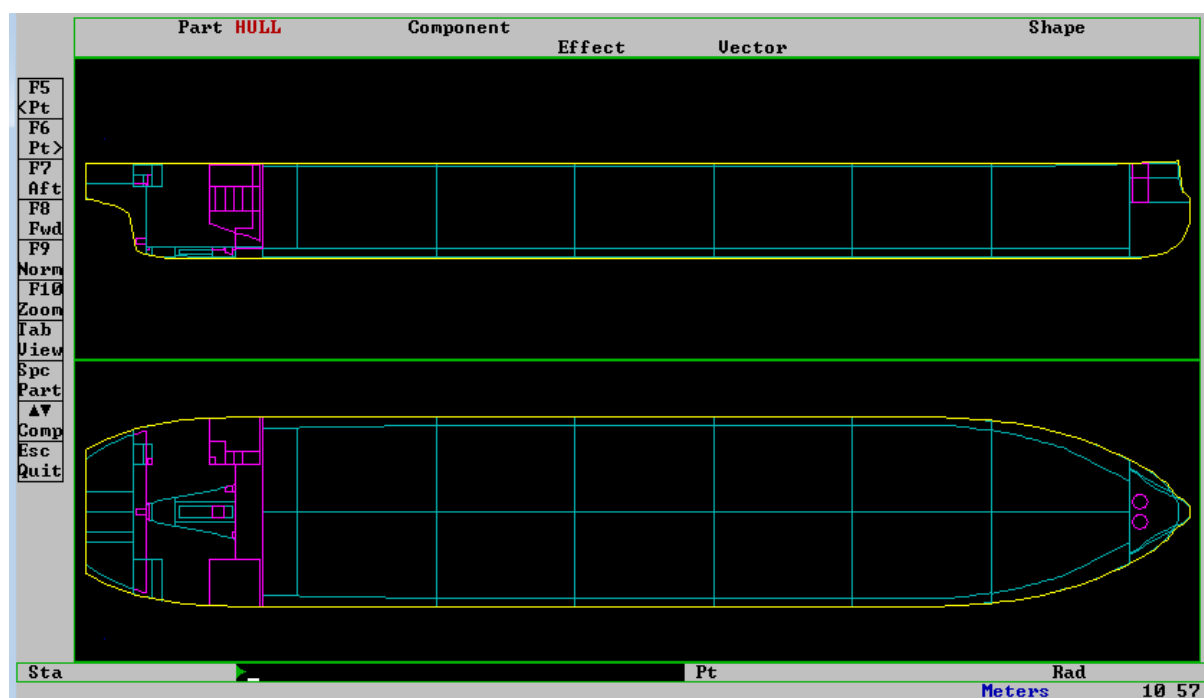 Part HULL Component Shape
Effect Vector
F5
<Pt
F6
Pt>
F7
Aft
F8
Fwd
F9
Norm
F10
Zoom
Tab
View
Spc
Part
▲▼
Comp
Esc
Quit
Sta Pt Rad
Meters 10 57